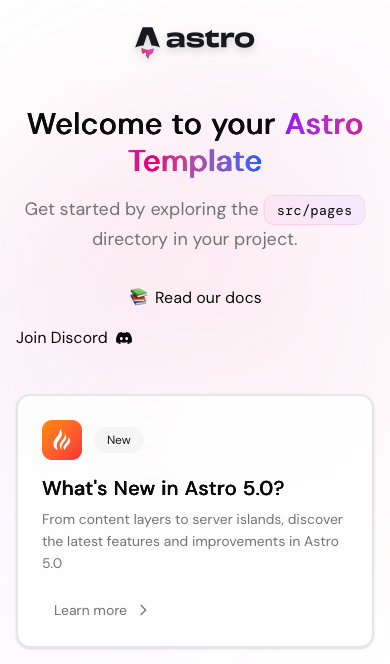 astro
Welcome to your Astro
Template
Get started by exploring the src/pages
directory in your project.
📚 Read our docs
Join Discord
New
What's New in Astro 5.0?
From content layers to server islands, discover
the latest features and improvements in Astro
5.0
Learn more